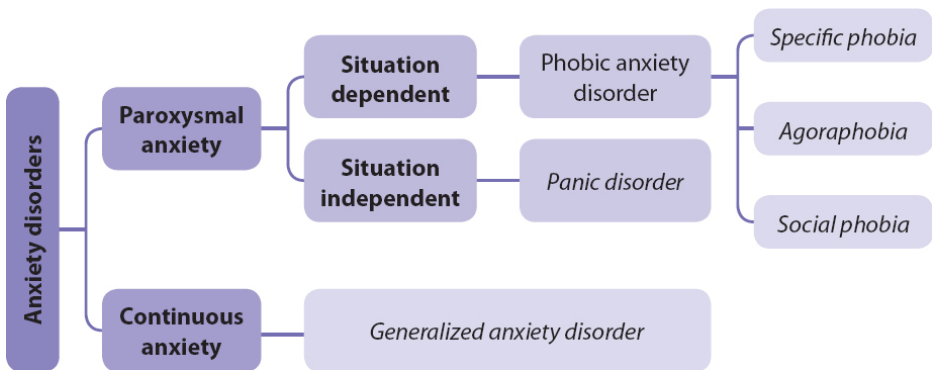 Anxiety disorders
Paroxysmal
anxiety
Situation
dependent
Phobic anxiety
disorder
Specific phobia
Agoraphobia
Social phobia
Situation
independent
Panic disorder
Continuous
anxiety
Generalized anxiety disorder